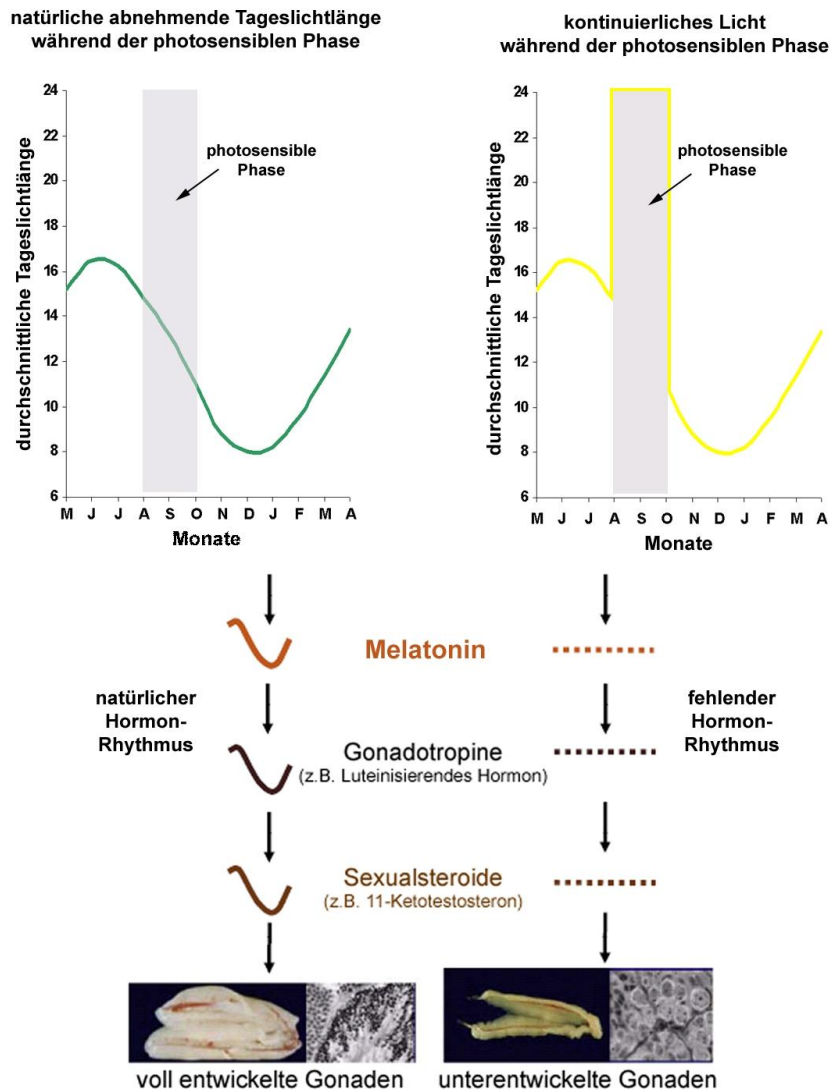 natürliche abnehmende Tageslichtlänge
während der photosensiblen Phase
durchschnittliche Tageslichtlänge
24
22
20
18
16
14
12
10
8
6
photosensible
Phase
M J J A S O N D J F M A
Monate
kontinuierliches Licht
während der photosensiblen Phase
durchschnittliche Tageslichtlänge
24
22
20
18
16
14
12
10
8
6
photosensible
Phase
M J J A S O N D J F M A
Monate
Melatonin
natürlicher
Hormon-
Rhythmus
fehlender
Hormon-
Rhythmus
Gonadotropine
(z.B. Luteinisierendes Hormon)
Sexualsteroide
(z.B. 11-Ketotestosteron)
voll entwickelte Gonaden
unterentwickelte Gonaden